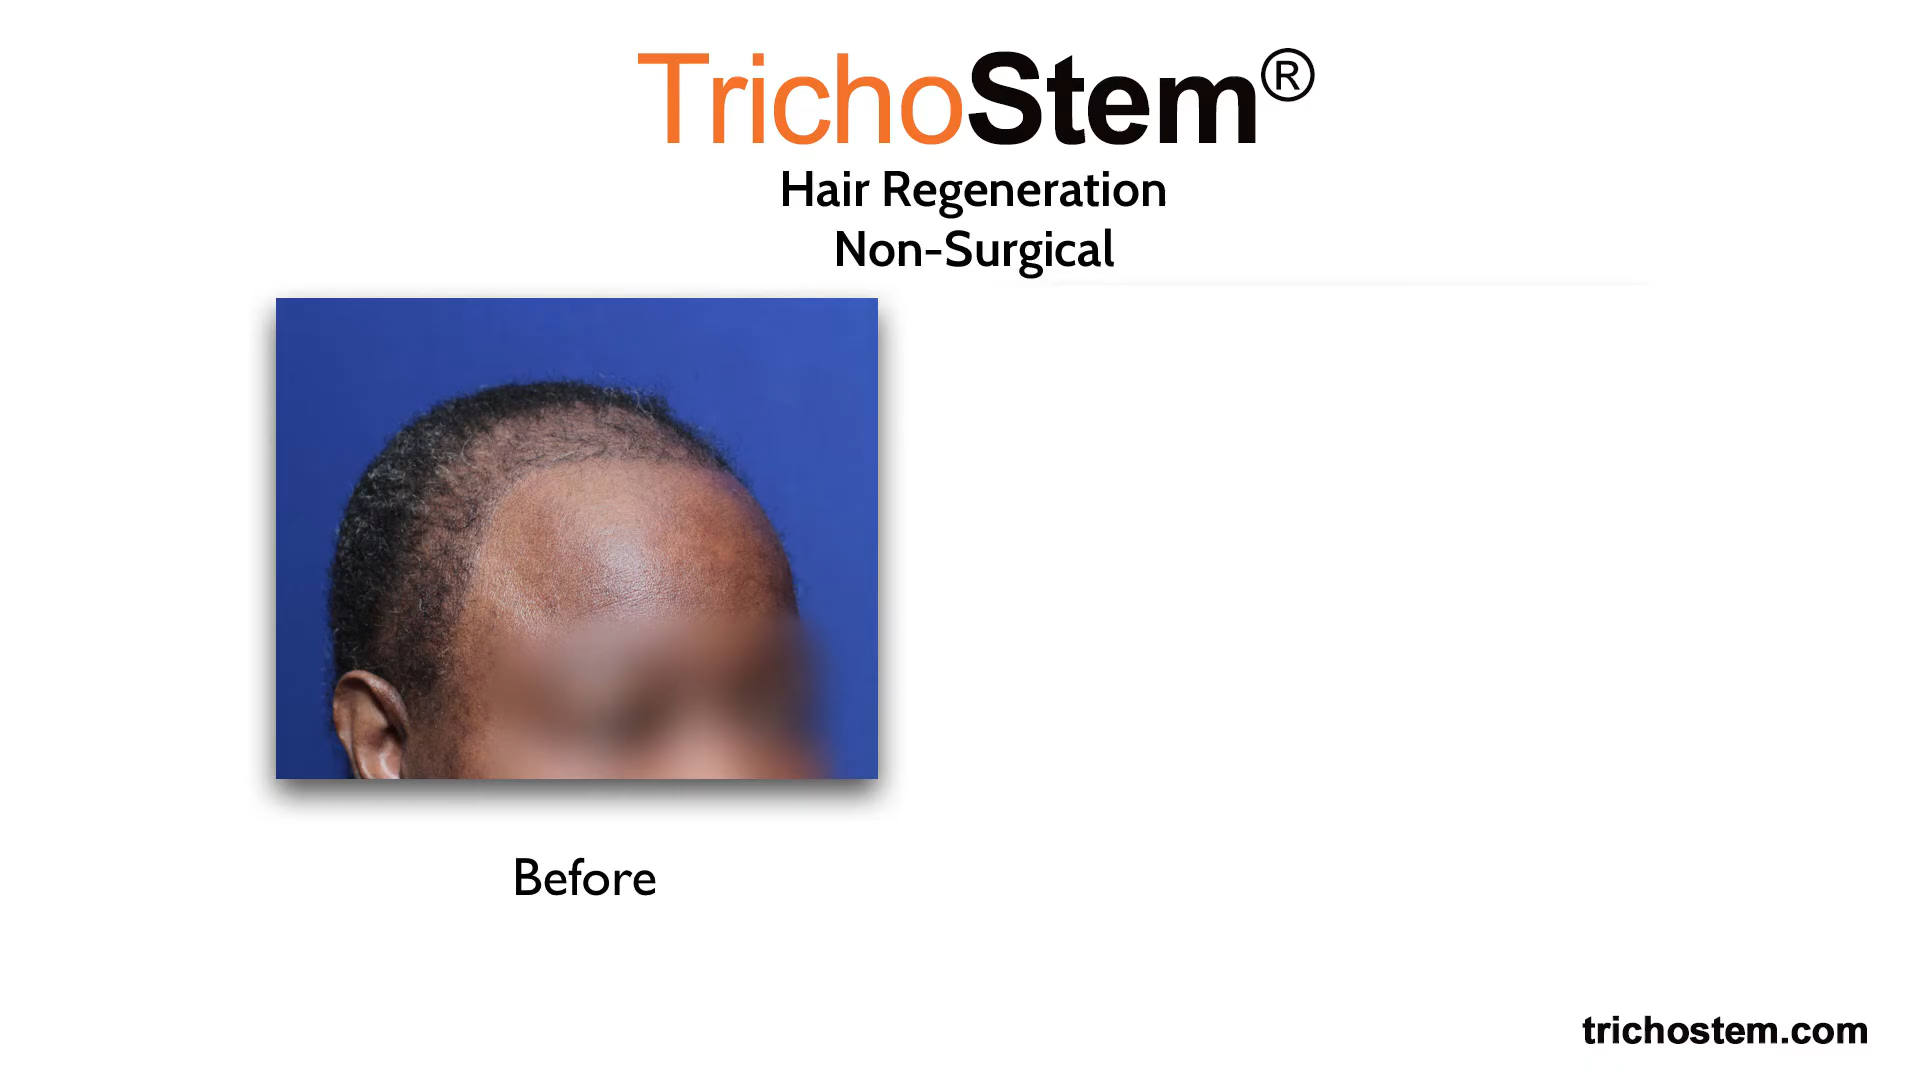 TrichoStem®
Hair Regeneration
Non-Surgical
Before
trichostem.com